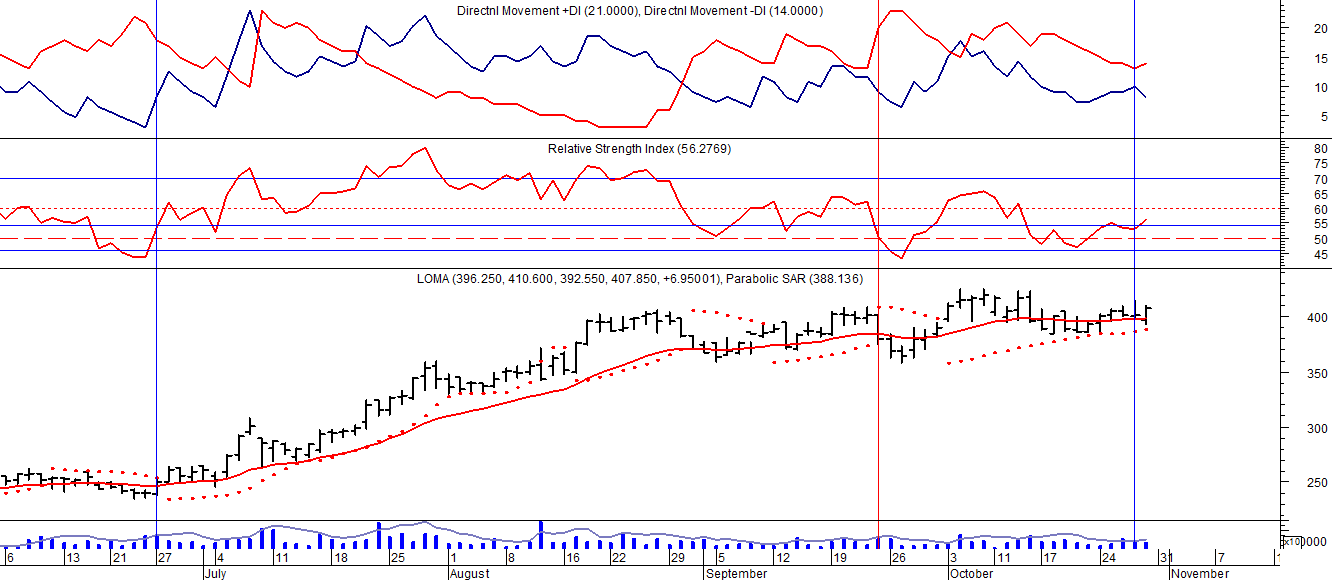 Directnl Movement +DI (21.0000), Directnl Movement -DI (14.0000)
20
15
10
5
Relative Strength Index (56.2769)
80
75
70
65
60
55
50
45
LOMA (396.250, 410.600, 392.550, 407.850, +6.95001), Parabolic SAR (388.136)
400
350
300
250
x10
0000
6 13 21 27 4 11 18 25 1 8 16 22 29 5 12 19 26 3 11 24 31 7 1
July August September October November